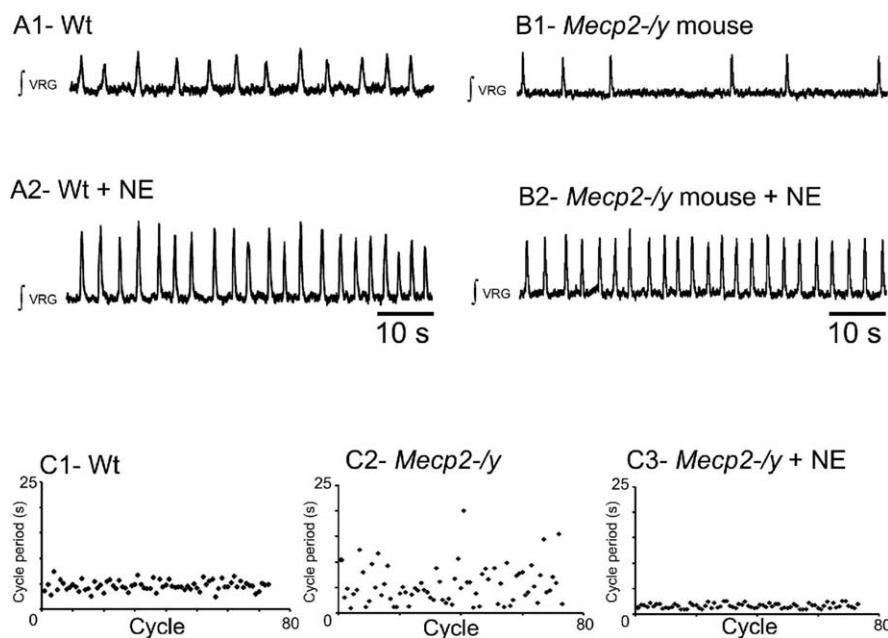 A1- Wt
B1- Mecp2-/y mouse
∫ VRG
∫ VRG
A2- Wt + NE
B2- Mecp2-/y mouse + NE
∫ VRG
∫ VRG
10 s
10 s
C1- Wt
25
Cycle period (s)
0
Cycle
80
C2- Mecp2-/y
25
Cycle period (s)
0
Cycle
80
C3- Mecp2-/y + NE
25
Cycle period (s)
0
Cycle
80